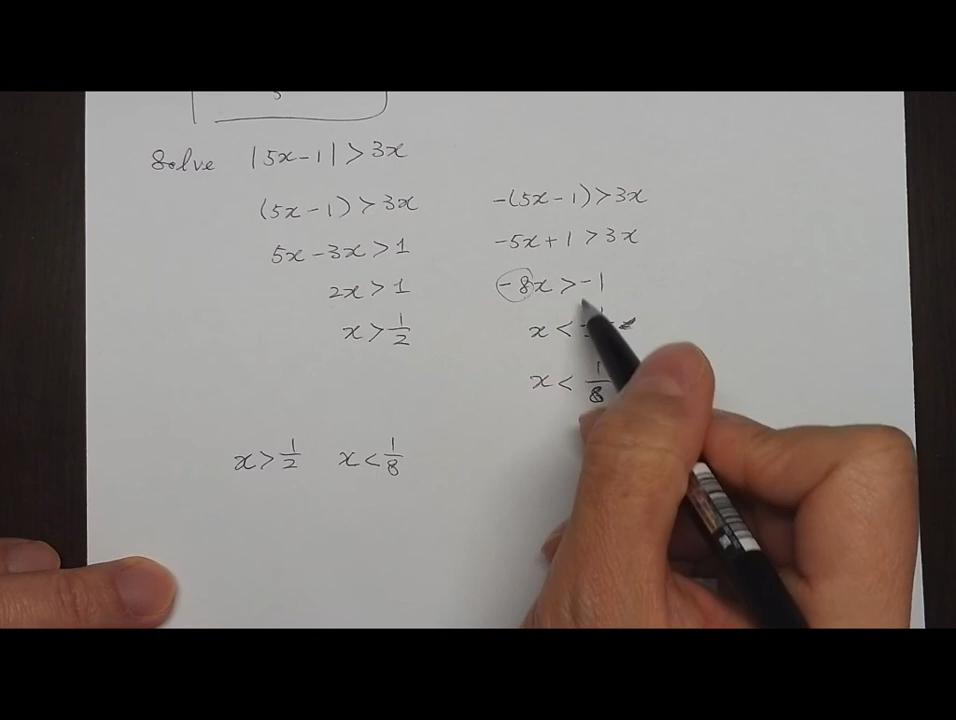 Solve |5x-1|>3x
(5x-1)>3x
5x-3x>1
2x>1
x>1/2
-(5x-1)>3x
-5x+1>3x
-8x>-1
x<
x<1/8
x>1/2 x<1/8